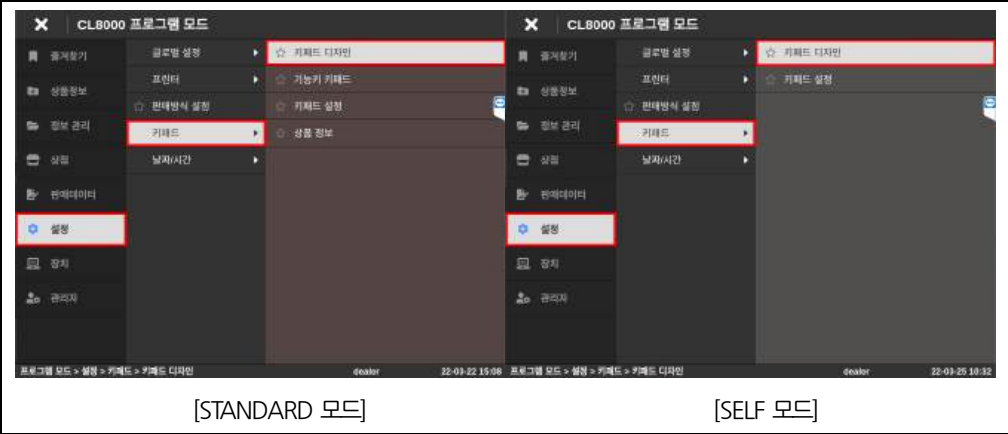 CL8000 프로그램 모드
즐겨찾기
상품정보
정보 관리
상점
판매데이터
설정
장치
관리자
글로벌 설정
프린터
판매방식 설정
키패드
날짜/시간
키패드 디자인
기능키 키패드
키패드 설정
상품 정보
프로그램 모드 > 설정 > 키패드 > 키패드 디자인
dealer
22-03-22 15:08
CL8000 프로그램 모드
즐겨찾기
상품정보
정보 관리
상점
판매데이터
설정
장치
관리자
글로벌 설정
프린터
판매방식 설정
키패드
날짜/시간
키패드 디자인
키패드 설정
프로그램 모드 > 설정 > 키패드 > 키패드 디자인
dealer
22-03-25 10:32
[STANDARD 모드]
[SELF 모드]